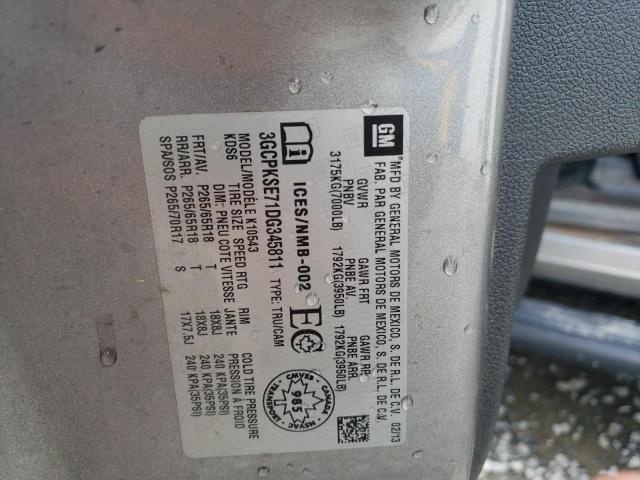 GM
"MFD BY GENERAL MOTORS DE MEXICO, S. DE R.L. DE C.V. 02/13
FAB. PAR GENERAL MOTORS DE MEXICO, S. DE R.L. DE C.V."
GVWR GAWR FRT GAWR RR
PNBV PNBE AV. PNBE ARR.
3175KG(7000LB) 1792KG(3950LB) 1792KG(3950LB)
ICES/NMB-002 EC
CANADA CMVSS 985 TRANSPORT NSVAC
3GCPKSE71DG345811 TYPE: TRU/CAM
MODEL/MODÈLE K10543
KDS6
TIRE SIZE SPEED RTG RIM COLD TIRE PRESSURE
DIM: PNEU COTE VITESSE JANTE PRESSION A FROID
FRT/AV. P265/65R18 T 18X8J 240 KPA(35PSI)
RR/ARR. P265/65R18 T 18X8J 240 KPA(35PSI)
SPA/SOS P265/70R17 S 17X7.5J 240 KPA(35PSI)